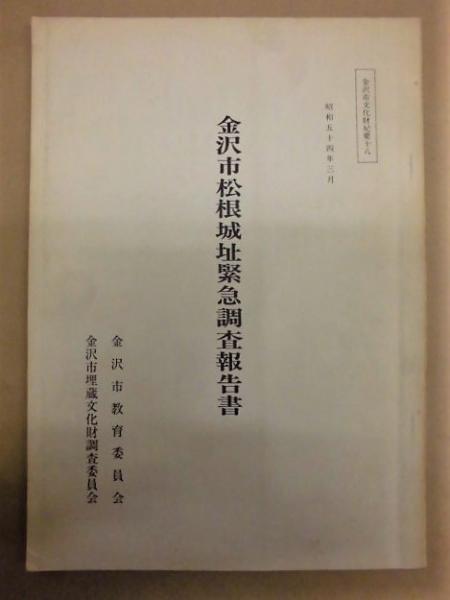 金沢市文化財紀要十八
昭和五十四年三月
金沢市松根城址緊急調査報告書
金沢市教育委員会
金沢市埋蔵文化財調査委員会